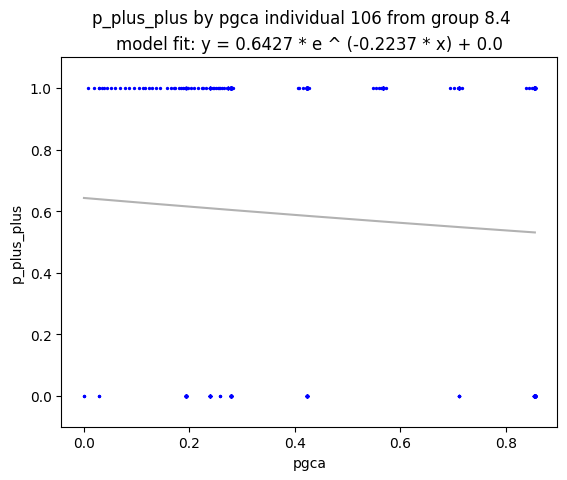 p_plus_plus by pgca individual 106 from group 8.4
model fit: y = 0.6427 * e ^ (-0.2237 * x) + 0.0
1.0
0.8
0.6
0.4
0.2
0.0
p_plus_plus
0.0 0.2 0.4 0.6 0.8
pgca